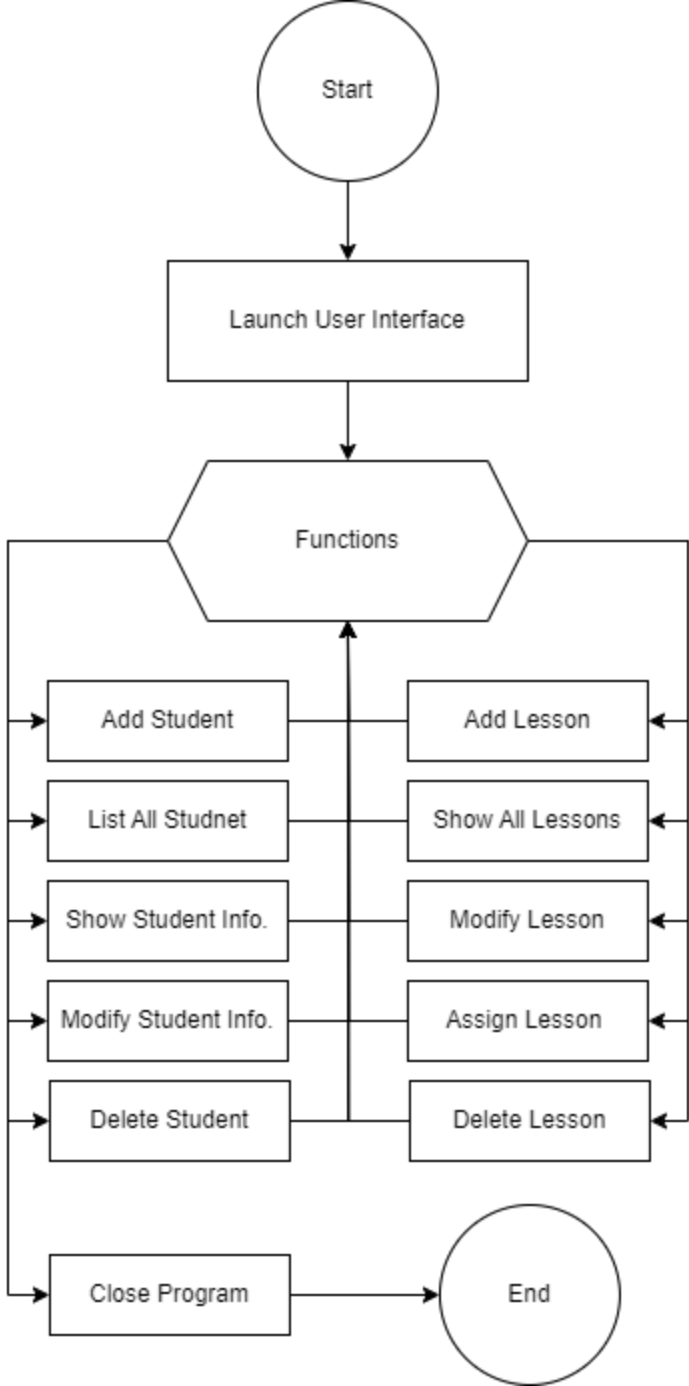 Start
Launch User Interface
Functions
Add Student
Add Lesson
List All Studnet
Show All Lessons
Show Student Info.
Modify Lesson
Modify Student Info.
Assign Lesson
Delete Student
Delete Lesson
Close Program
End